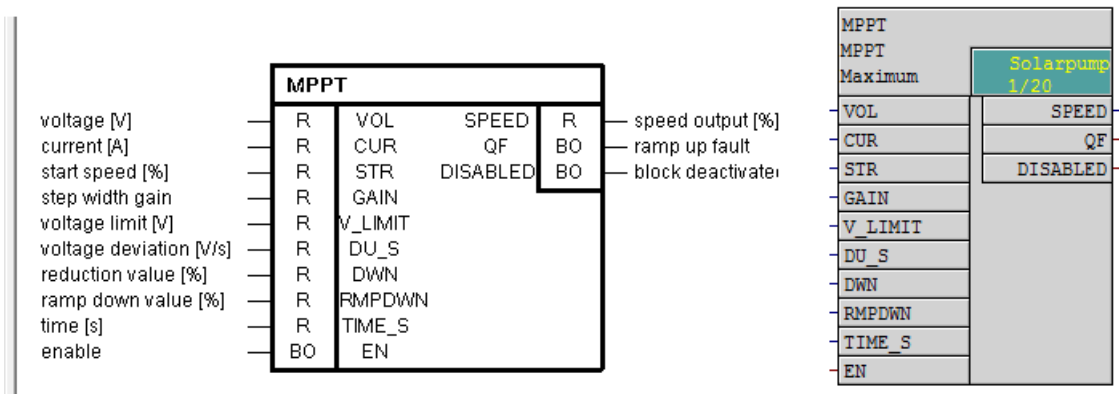 MPPT
voltage [V] R VOL SPEED R speed output [%]
current [A] R CUR QF BO ramp up fault
start speed [%] R STR DISABLED BO block deactivate
step width gain R GAIN
voltage limit [V] R V_LIMIT
voltage deviation [V/s] R DU_S
reduction value [%] R DWN
ramp down value [%] R RMPDWN
time [s] R TIME_S
enable BO EN
MPPT
MPPT
Maximum
Solarpump
1/20
VOL SPEED
CUR QF
STR DISABLED
GAIN
V_LIMIT
DU_S
DWN
RMPDWN
TIME_S
EN